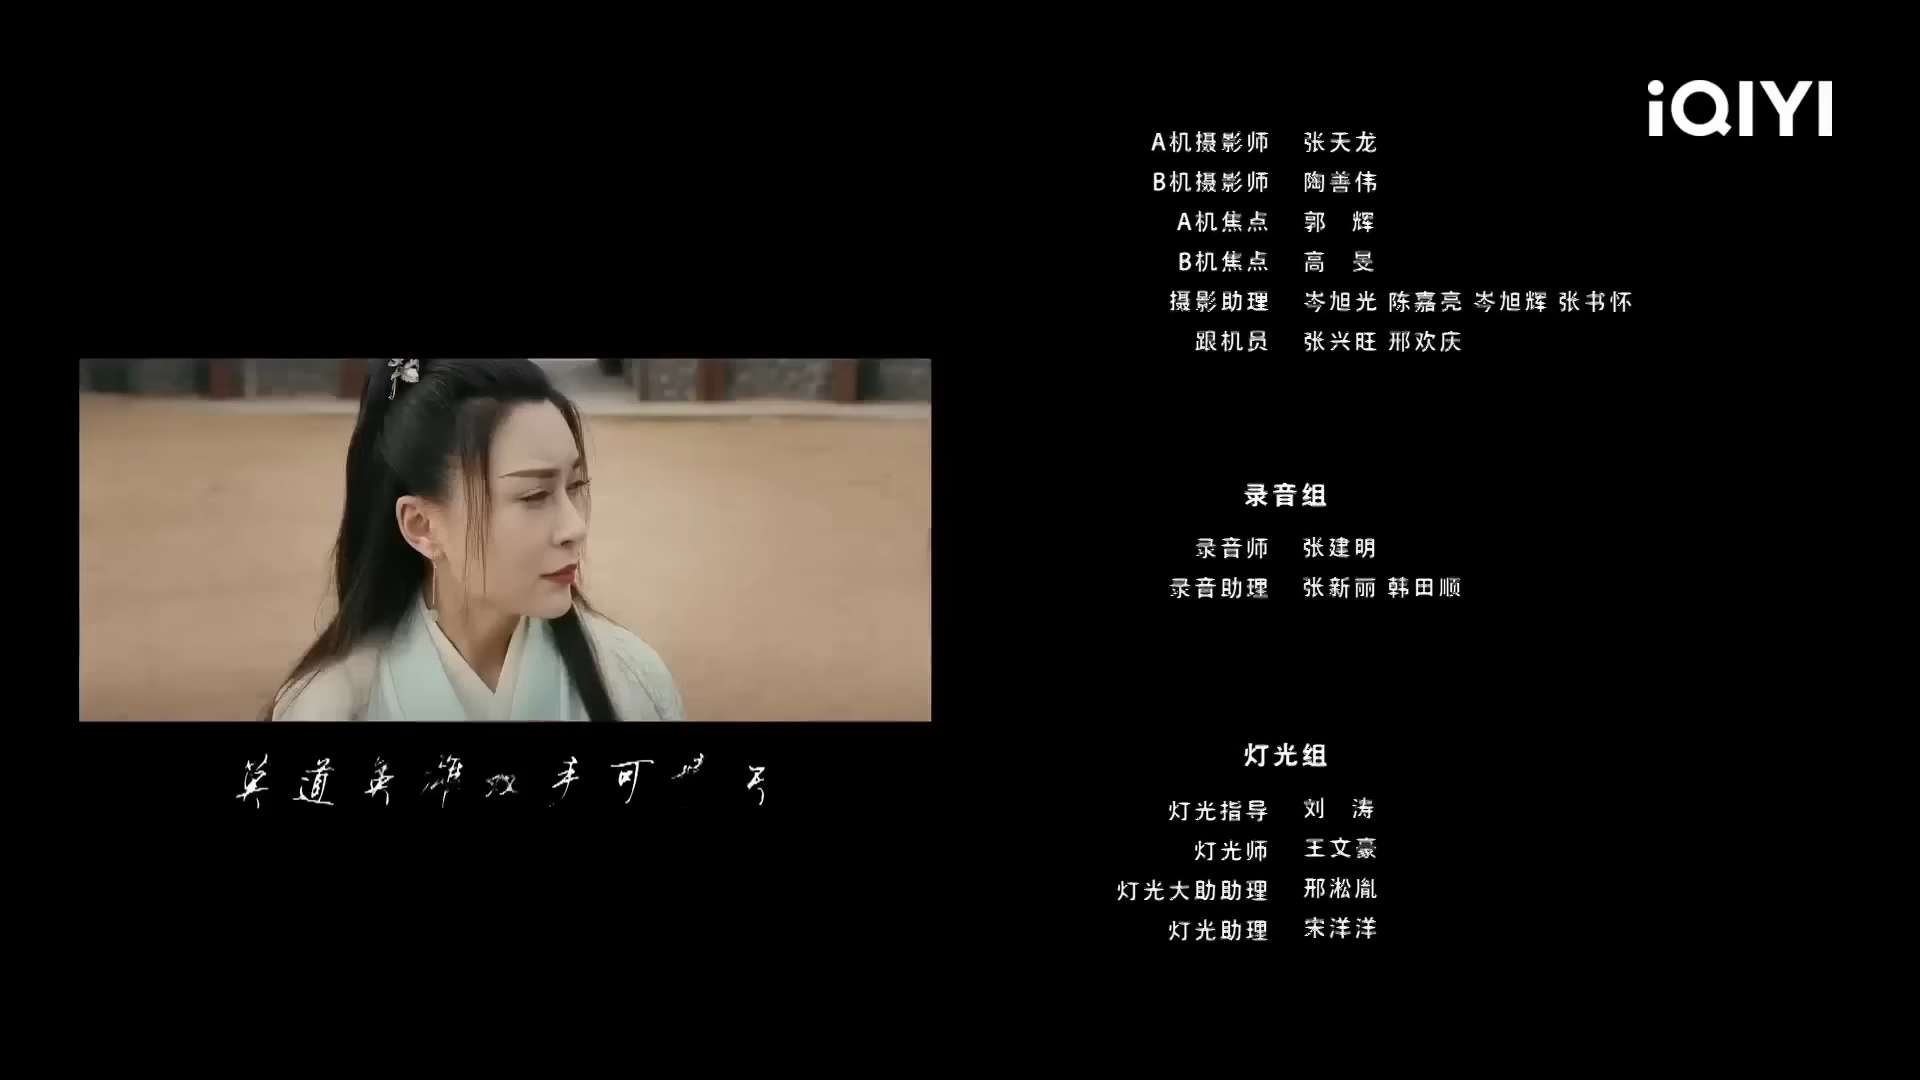 iQIYI
A机摄影师 张天龙
B机摄影师 陶善伟
A机焦点 郭 辉
B机焦点 高 旻
摄影助理 岑旭光 陈嘉亮 岑旭辉 张书怀
跟机员 张兴旺 邢欢庆
录音组
录音师 张建明
录音助理 张新丽 韩田顺
灯光组
灯光指导 刘 涛
灯光师 王文豪
灯光大助助理 邢淞胤
灯光助理 宋洋洋
莫道英雄双手可